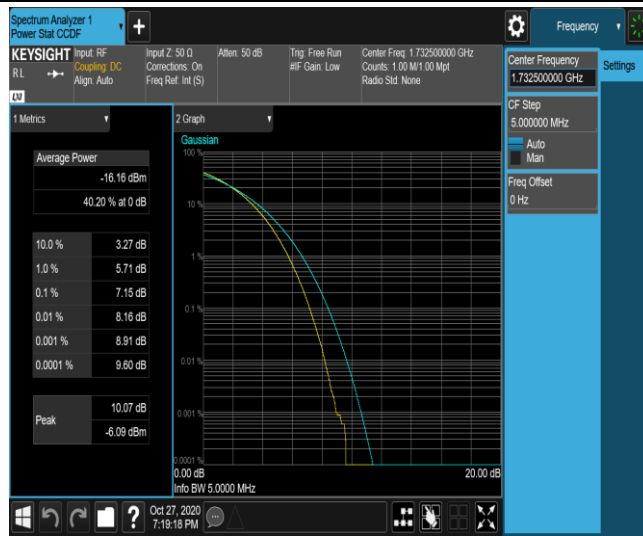 Spectrum Analyzer 1
Power Stat CCDF
+
Frequency
KEYSIGHT
RL
LXI
Input: RF
Coupling: DC
Align: Auto
Input Z: 50 Ω
Corrections: On
Freq Ref: Int (S)
Atten: 50 dB
Trig: Free Run
#IF Gain: Low
Center Freq: 1.732500000 GHz
Counts: 1.00 M/1.00 Mpt
Radio Std: None
Center Frequency
1.732500000 GHz
Settings
CF Step
5.000000 MHz
Auto
Man
Freq Offset
0 Hz
1 Metrics
Average Power
-16.16 dBm
40.20 % at 0 dB
10.0 % 3.27 dB
1.0 % 5.71 dB
0.1 % 7.15 dB
0.01 % 8.16 dB
0.001 % 8.91 dB
0.0001 % 9.60 dB
Peak
10.07 dB
-6.09 dBm
2 Graph
Gaussian
100 %
10 %
1 %
0.1 %
0.01 %
0.001 %
0.0001 %
0.00 dB
20.00 dB
Info BW 5.0000 MHz
?
Oct 27, 2020
7:19:18 PM